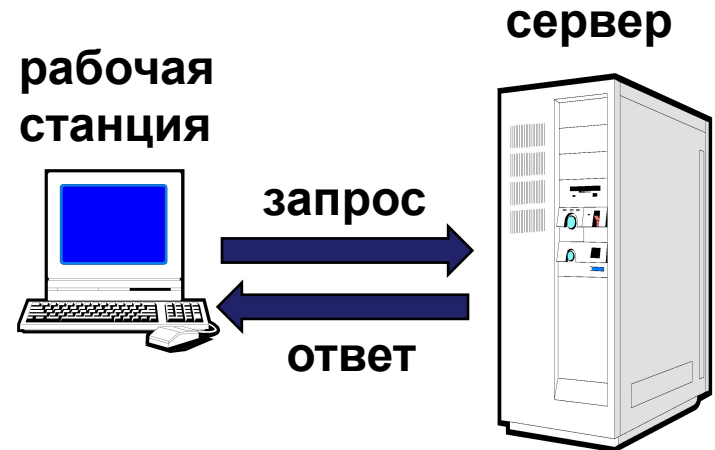 сервер
рабочая
станция
запрос
ответ